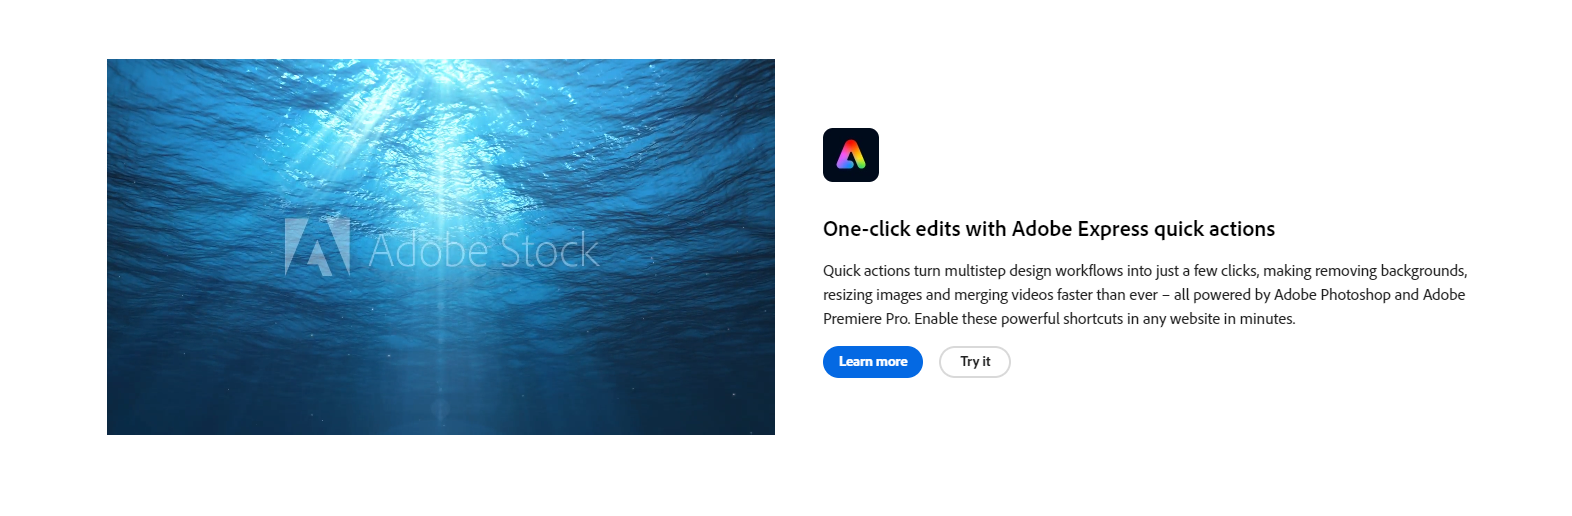 Adobe Stock
One-click edits with Adobe Express quick actions
Quick actions turn multistep design workflows into just a few clicks, making removing backgrounds,
resizing images and merging videos faster than ever – all powered by Adobe Photoshop and Adobe
Premiere Pro. Enable these powerful shortcuts in any website in minutes.
Learn more
Try it